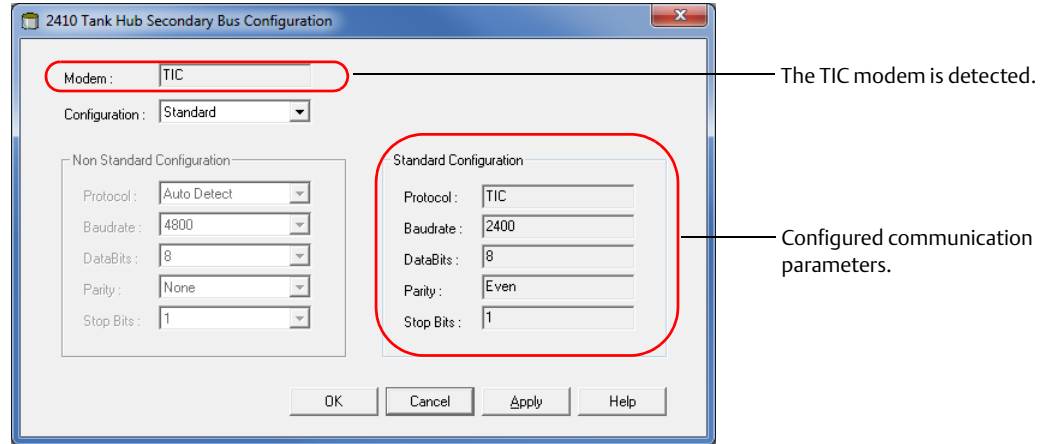 2410 Tank Hub Secondary Bus Configuration
x
Modem : TIC
The TIC modem is detected.
Configuration : Standard
Non Standard Configuration
Protocol : Auto Detect
Baudrate : 4800
DataBits : 8
Parity : None
Stop Bits : 1
Standard Configuration
Protocol : TIC
Baudrate : 2400
DataBits : 8
Parity : Even
Stop Bits : 1
Configured communication
parameters.
OK Cancel Apply Help